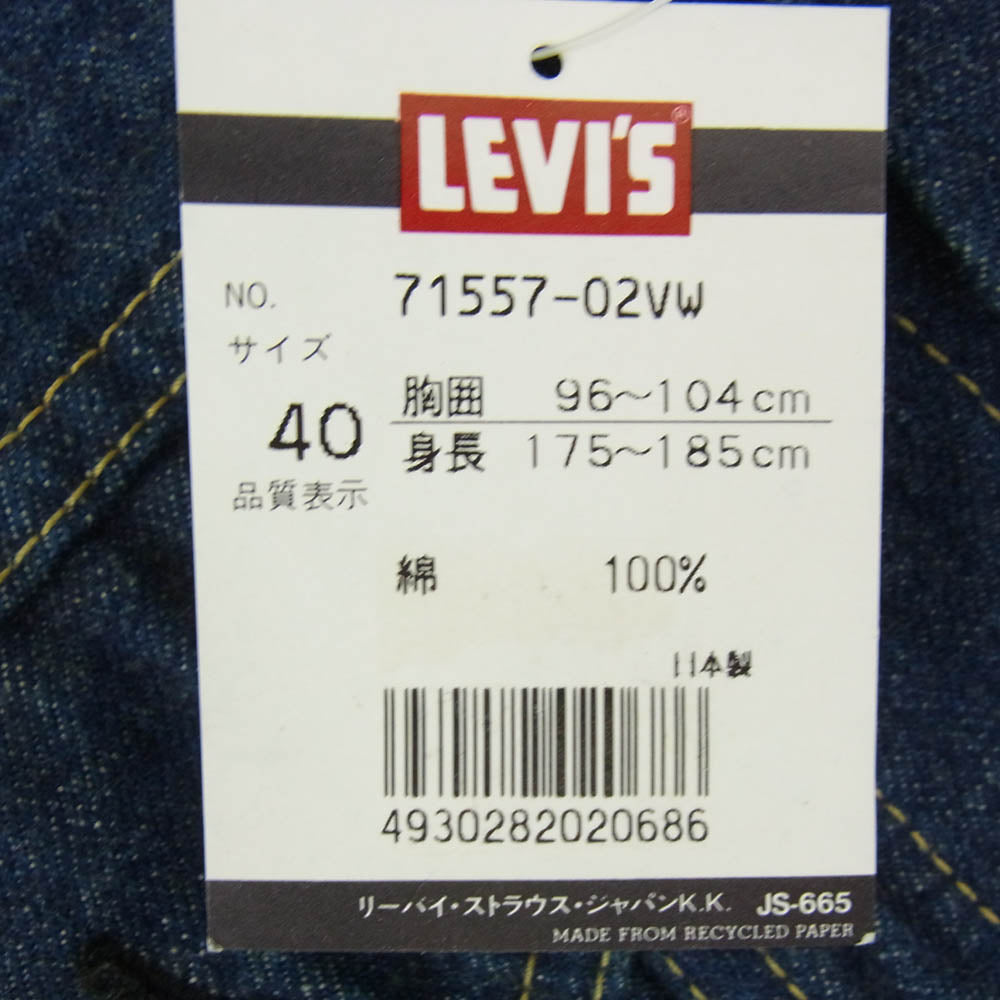 LEVI'S®
NO. 71557-02VW
サイズ
40
胸囲 96～104cm
身長 175～185cm
品質表示
綿 100%
日本製
4930282020686
リーバイ・ストラウス・ジャパンK.K. JS-665
MADE FROM RECYCLED PAPER